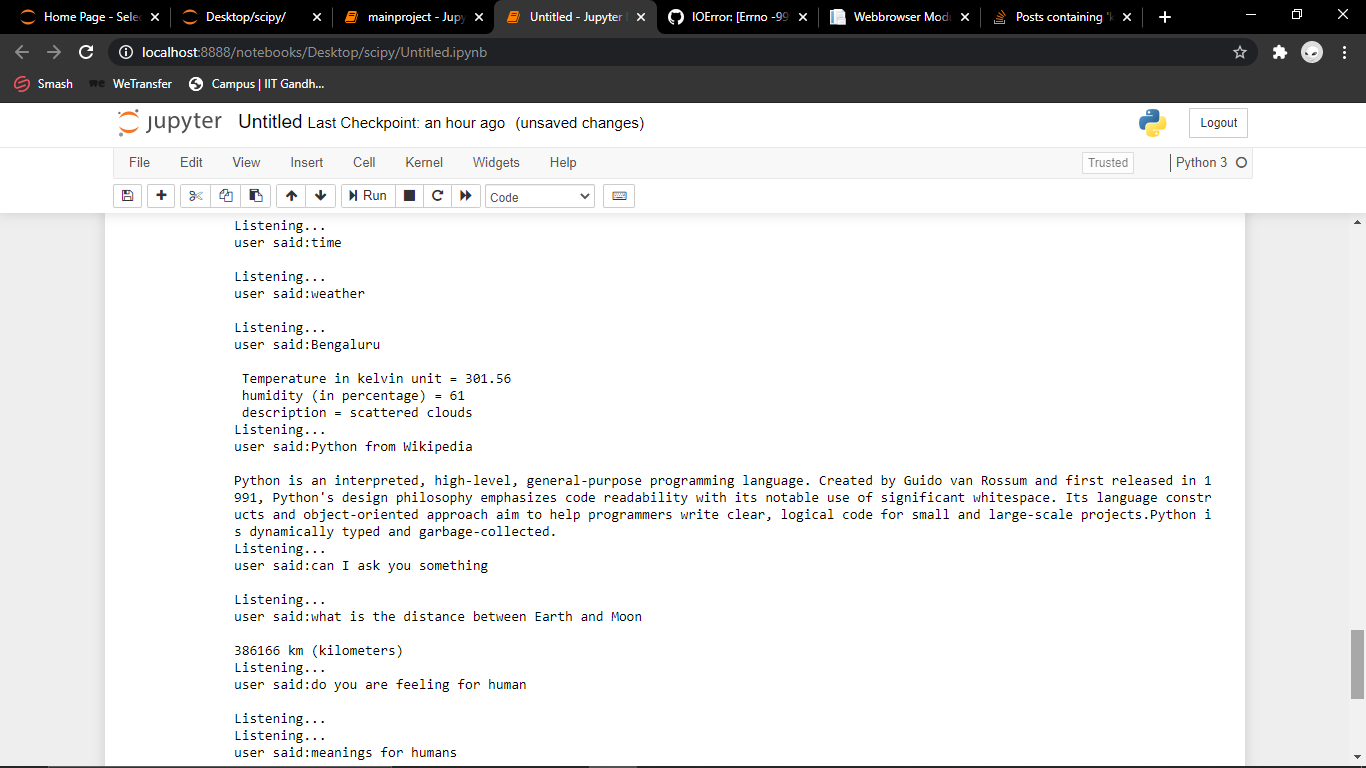 Home Page - Sele
Desktop/scipy/
mainproject - Jupy
Untitled - Jupyter
IOError: [Errno -99
Webbrowser Mod
Posts containing 'k
localhost:8888/notebooks/Desktop/scipy/Untitled.ipynb
Smash
we WeTransfer
Campus | IIT Gandh...
jupyter Untitled Last Checkpoint: an hour ago (unsaved changes)
Logout
File Edit View Insert Cell Kernel Widgets Help
Trusted
Python 3
Run
Code
Listening...
user said:time
Listening...
user said:weather
Listening...
user said:Bengaluru
Temperature in kelvin unit = 301.56
humidity (in percentage) = 61
description = scattered clouds
Listening...
user said:Python from Wikipedia
Python is an interpreted, high-level, general-purpose programming language. Created by Guido van Rossum and first released in 1
991, Python's design philosophy emphasizes code readability with its notable use of significant whitespace. Its language constr
ucts and object-oriented approach aim to help programmers write clear, logical code for small and large-scale projects.Python i
s dynamically typed and garbage-collected.
Listening...
user said:can I ask you something
Listening...
user said:what is the distance between Earth and Moon
386166 km (kilometers)
Listening...
user said:do you are feeling for human
Listening...
Listening...
user said:meanings for humans